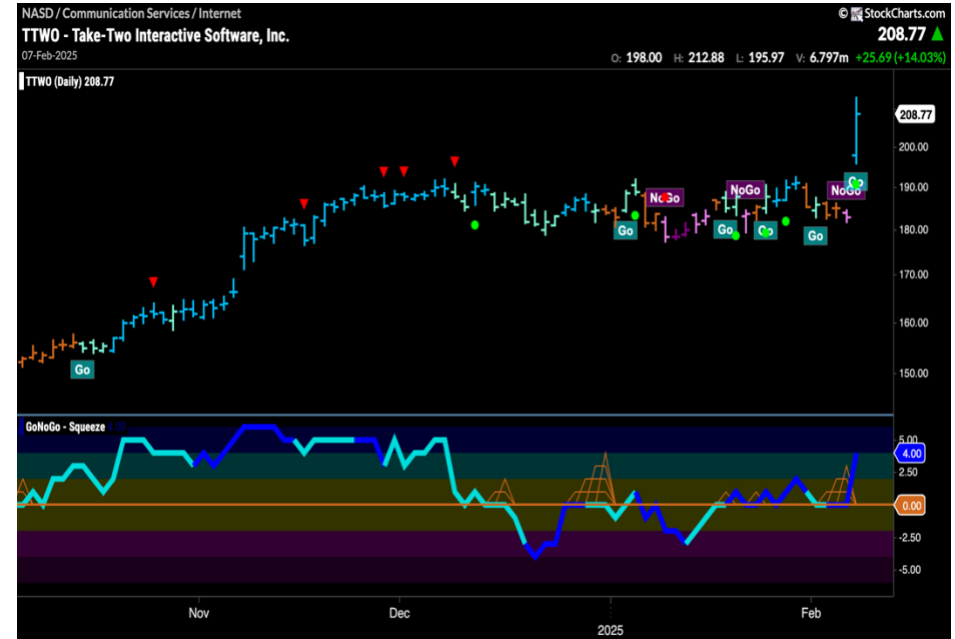 NASD / Communication Services / Internet
© StockCharts.com
TTWO - Take-Two Interactive Software, Inc.
208.77
07-Feb-2025
O: 198.00 H: 212.88 L: 195.97 V: 6.797m +25.69 (+14.03%)
TTWO (Daily) 208.77
208.77
200.00
190.00
180.00
170.00
160.00
150.00
Go
Go
NoGo
Go
NoGo
Go
Go
NoGo
Go
GoNoGo - Squeeze 4.00
5.00
4.00
2.50
0.00
-2.50
-5.00
Nov
Dec
2025
Feb